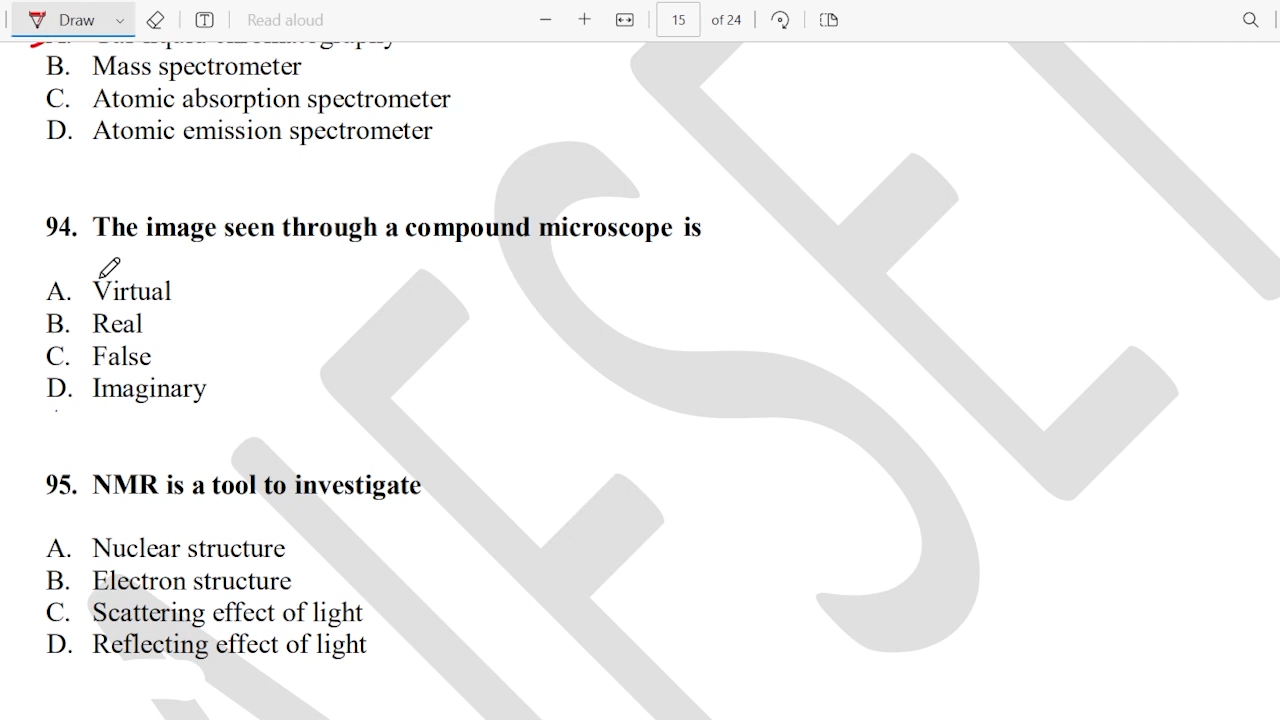 Draw
Read aloud
15 of 24
B. Mass spectrometer
C. Atomic absorption spectrometer
D. Atomic emission spectrometer
94. The image seen through a compound microscope is
A. Virtual
B. Real
C. False
D. Imaginary
95. NMR is a tool to investigate
A. Nuclear structure
B. Electron structure
C. Scattering effect of light
D. Reflecting effect of light